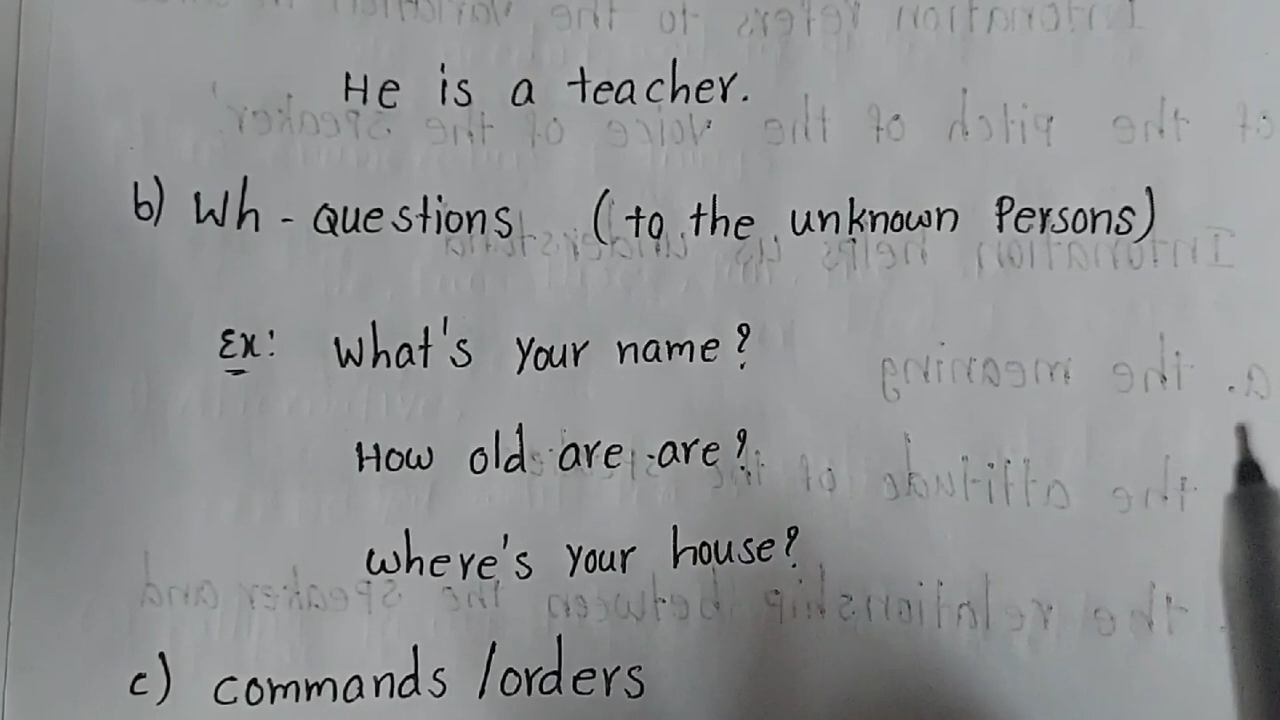 He is a teacher.
b) Wh - questions (to the unknown Persons)
Ex: What's your name?
How old are are?
where's your house?
c) commands /orders